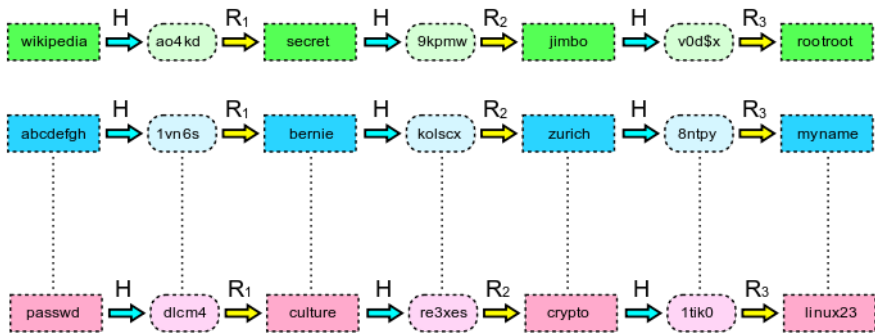 H R1 H R2 H R3
wikipedia ao4kd secret 9kpmw jimbo v0d$x rootroot
H R1 H R2 H R3
abcdefgh 1vn6s bernie kolscx zurich 8ntpy myname
H R1 H R2 H R3
passwd dlcm4 culture re3xes crypto 1tik0 linux23